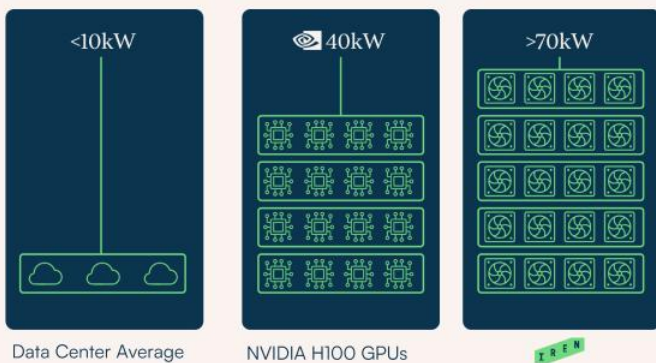 <10kW
40kW
>70kW
Data Center Average
NVIDIA H100 GPUs
IREN